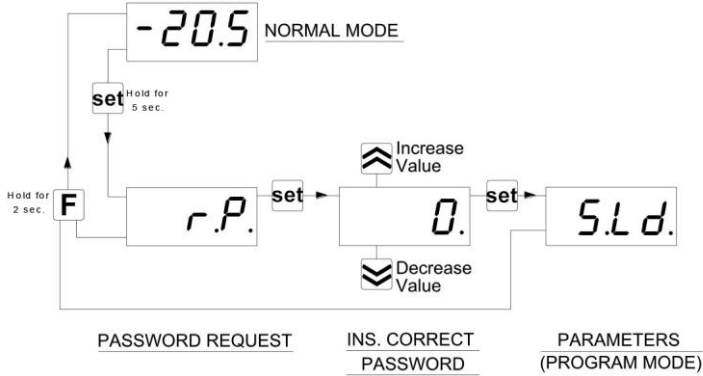 -20.5
NORMAL MODE
set
Hold for
5 sec.
Increase
Value
Hold for
2 sec.
F
r.P.
set
0.
set
S.Ld.
Decrease
Value
PASSWORD REQUEST
INS. CORRECT
PASSWORD
PARAMETERS
(PROGRAM MODE)